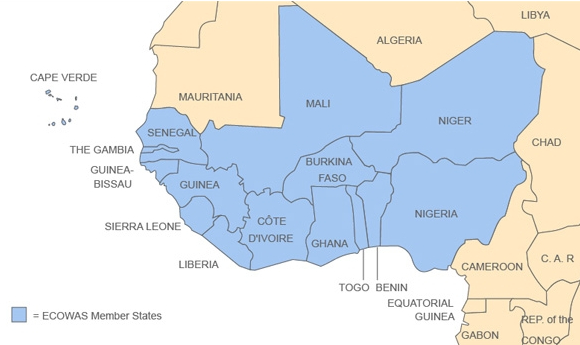 LIBYA
ALGERIA
CAPE VERDE
MAURITANIA
MALI
NIGER
SENEGAL
CHAD
THE GAMBIA
BURKINA
FASO
GUINEA-
BISSAU
GUINEA
NIGERIA
CÔTE
D'IVOIRE
SIERRA LEONE
GHANA
C. A. R
LIBERIA
CAMEROON
TOGO
BENIN
EQUATORIAL
GUINEA
= ECOWAS Member States
REP. of the
CONGO
GABON